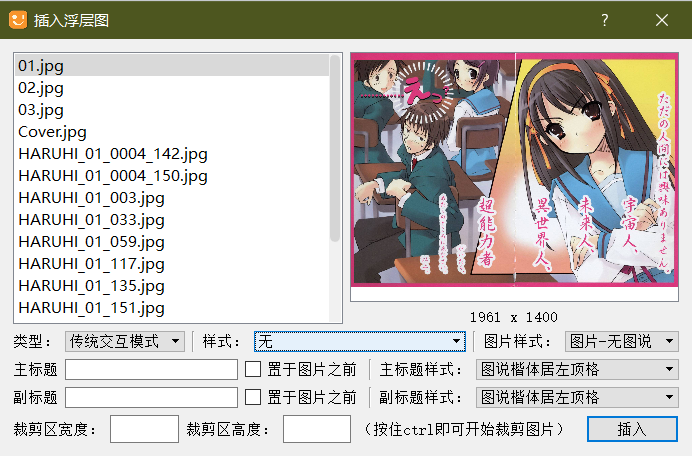 插入浮层图
?
01.jpg
02.jpg
03.jpg
Cover.jpg
HARUHI_01_0004_142.jpg
HARUHI_01_0004_150.jpg
HARUHI_01_003.jpg
HARUHI_01_033.jpg
HARUHI_01_059.jpg
HARUHI_01_117.jpg
HARUHI_01_135.jpg
HARUHI_01_151.jpg
えっ
ただの人間には興味ありません。
宇宙人、
未来人、
異世界人、
超能力者
1961 x 1400
类型： 传统交互模式 样式： 无 图片样式： 图片-无图说
主标题 置于图片之前 主标题样式： 图说楷体居左顶格
副标题 置于图片之前 副标题样式： 图说楷体居左顶格
裁剪区宽度： 裁剪区高度： （按住ctrl即可开始裁剪图片） 插入